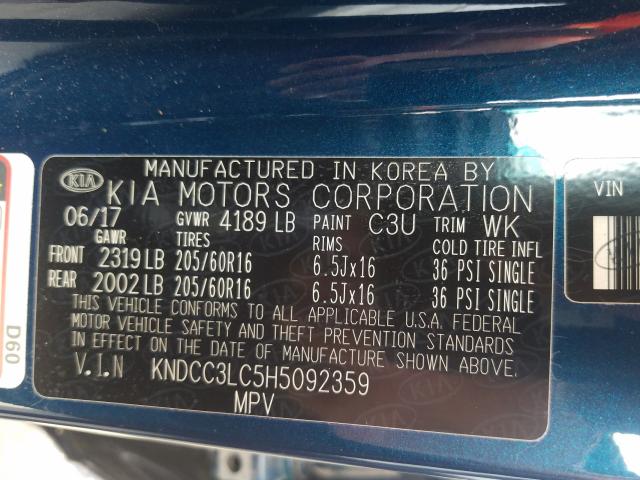 MANUFACTURED IN KOREA BY
KIA KIA MOTORS CORPORATION
06/17 GVWR 4189 LB PAINT C3U TRIM WK
GAWR TIRES RIMS COLD TIRE INFL
FRONT 2319 LB 205/60R16 6.5Jx16 36 PSI SINGLE
REAR 2002 LB 205/60R16 6.5Jx16 36 PSI SINGLE
THIS VEHICLE CONFORMS TO ALL APPLICABLE U.S.A. FEDERAL
MOTOR VEHICLE SAFETY AND THEFT PREVENTION STANDARDS
IN EFFECT ON THE DATE OF MANUFACTURE SHOWN ABOVE.
V.I.N KNDCC3LC5H5092359
MPV
VIN
D60